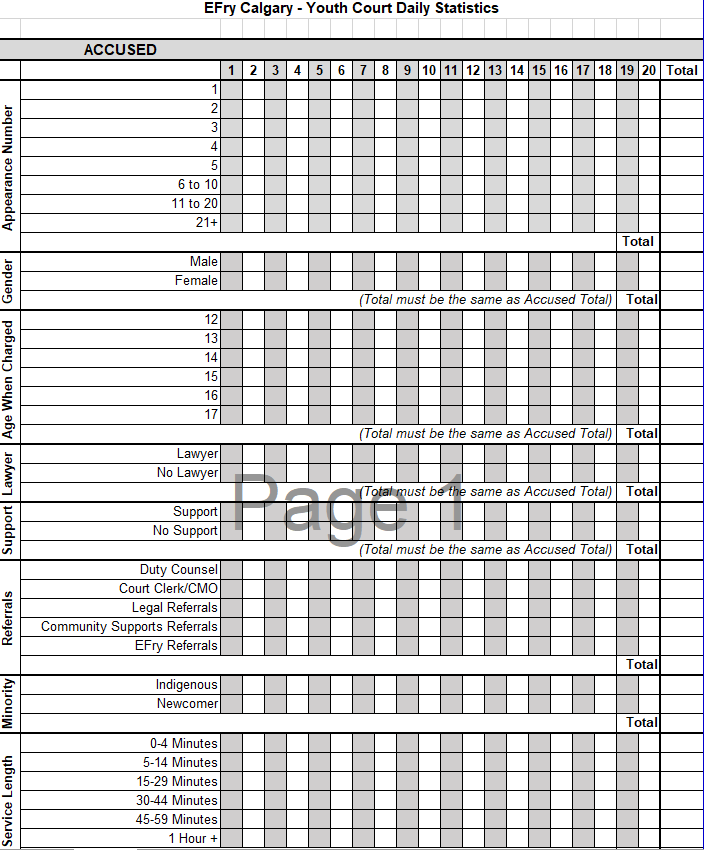 EFry Calgary - Youth Court Daily Statistics
ACCUSED
1 2 3 4 5 6 7 8 9 10 11 12 13 14 15 16 17 18 19 20 Total
Appearance Number
1
2
3
4
5
6 to 10
11 to 20
21+
Total
Gender
Male
Female
(Total must be the same as Accused Total) Total
Age When Charged
12
13
14
15
16
17
(Total must be the same as Accused Total) Total
Lawyer
Lawyer
No Lawyer
(Total must be the same as Accused Total) Total
Page 1
Support
Support
No Support
(Total must be the same as Accused Total) Total
Referrals
Duty Counsel
Court Clerk/CMO
Legal Referrals
Community Supports Referrals
EFry Referrals
Total
Minority
Indigenous
Newcomer
Total
Service Length
0-4 Minutes
5-14 Minutes
15-29 Minutes
30-44 Minutes
45-59 Minutes
1 Hour +